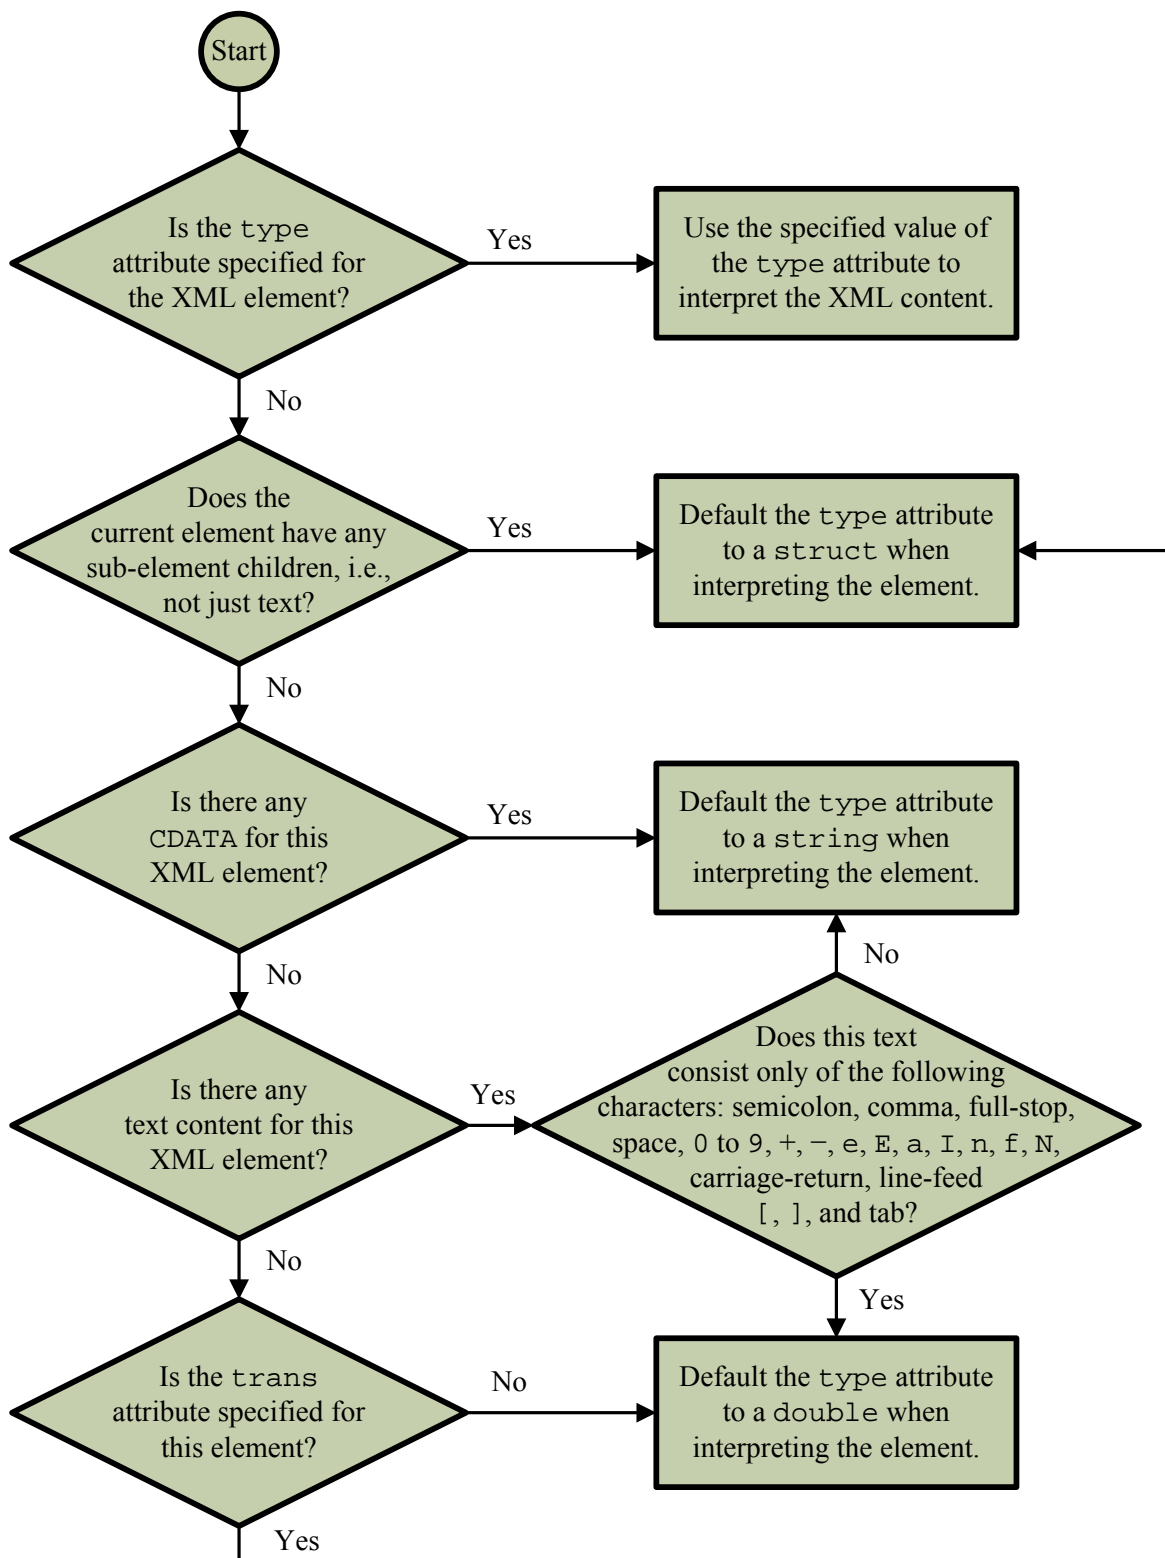 Start
Is the type
attribute specified for
the XML element?
Yes
Use the specified value of
the type attribute to
interpret the XML content.
No
Does the
current element have any
sub-element children, i.e.,
not just text?
Yes
Default the type attribute
to a struct when
interpreting the element.
No
Is there any
CDATA for this
XML element?
Yes
Default the type attribute
to a string when
interpreting the element.
No
No
Is there any
text content for this
XML element?
Yes
Does this text
consist only of the following
characters: semicolon, comma, full-stop,
space, 0 to 9, +, −, e, E, a, I, n, f, N,
carriage-return, line-feed
[, ], and tab?
No
Yes
Is the trans
attribute specified for
this element?
No
Default the type attribute
to a double when
interpreting the element.
Yes